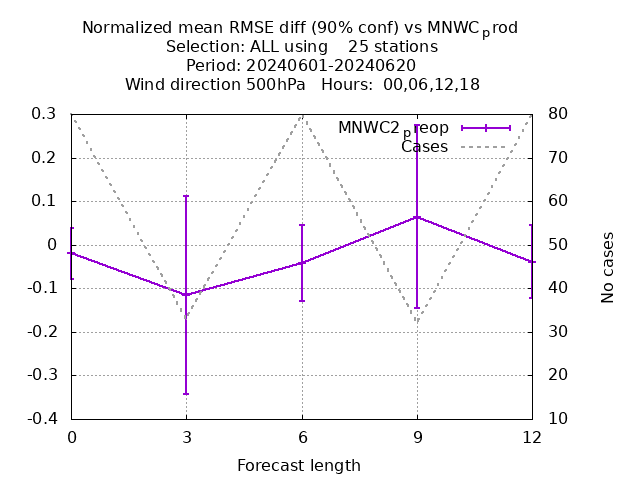 Normalized mean RMSE diff (90% conf) vs MNWCprod
Selection: ALL using    25 stations
Period: 20240601-20240620
Wind direction 500hPa   Hours:  00,06,12,18
MNWC2preop
Cases
0.3
0.2
0.1
0
-0.1
-0.2
-0.3
-0.4
80
70
60
50
40
30
20
10
No cases
0 3 6 9 12
Forecast length